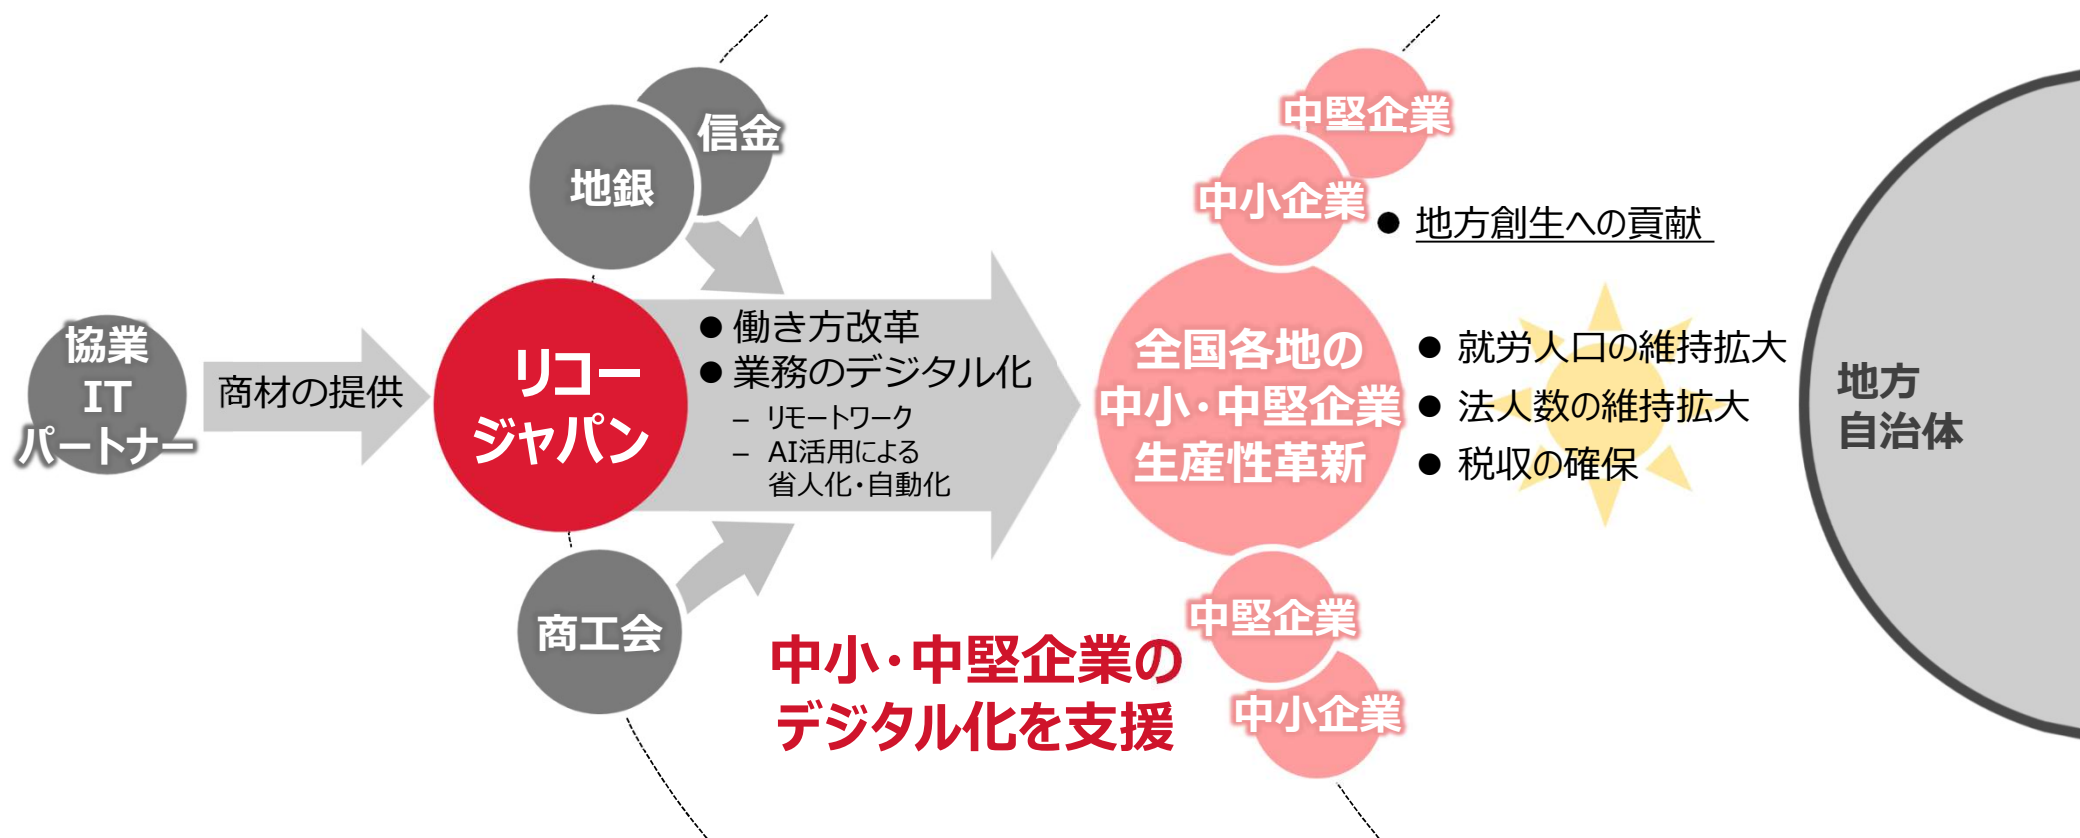 協業
IT
パートナー
商材の提供
信金
地銀
リコー
ジャパン
商工会
● 働き方改革
● 業務のデジタル化
– リモートワーク
– AI活用による
省人化・自動化
中小・中堅企業の
デジタル化を支援
中堅企業
中小企業
全国各地の
中小・中堅企業
生産性革新
中堅企業
中小企業
● 地方創生への貢献
● 就労人口の維持拡大
● 法人数の維持拡大
● 税収の確保
地方
自治体